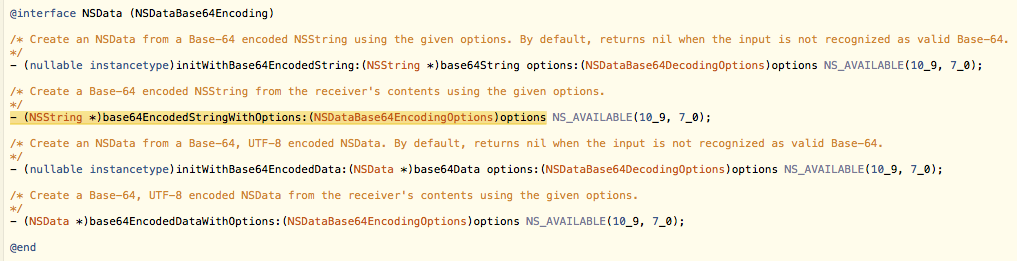 @interface NSData (NSDataBase64Encoding)
/* Create an NSData from a Base-64 encoded NSString using the given options. By default, returns nil when the input is not recognized as valid Base-64.
*/
- (nullable instancetype)initWithBase64EncodedString:(NSString *)base64String options:(NSDataBase64DecodingOptions)options NS_AVAILABLE(10_9, 7_0);
/* Create a Base-64 encoded NSString from the receiver's contents using the given options.
*/
- (NSString *)base64EncodedStringWithOptions:(NSDataBase64EncodingOptions)options NS_AVAILABLE(10_9, 7_0);
/* Create an NSData from a Base-64, UTF-8 encoded NSData. By default, returns nil when the input is not recognized as valid Base-64.
*/
- (nullable instancetype)initWithBase64EncodedData:(NSData *)base64Data options:(NSDataBase64DecodingOptions)options NS_AVAILABLE(10_9, 7_0);
/* Create a Base-64, UTF-8 encoded NSData from the receiver's contents using the given options.
*/
- (NSData *)base64EncodedDataWithOptions:(NSDataBase64EncodingOptions)options NS_AVAILABLE(10_9, 7_0);
@end